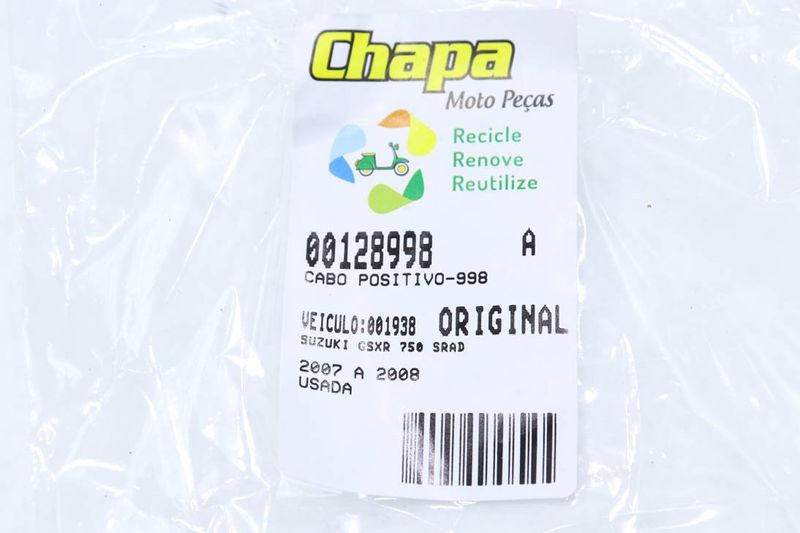 Chapa
Moto Peças
Recicle
Renove
Reutilize
00128998 A
CABO POSITIVO-998
VEICULO:001938 ORIGINAL
SUZUKI GSXR 750 SRAD
2007 A 2008
USADA